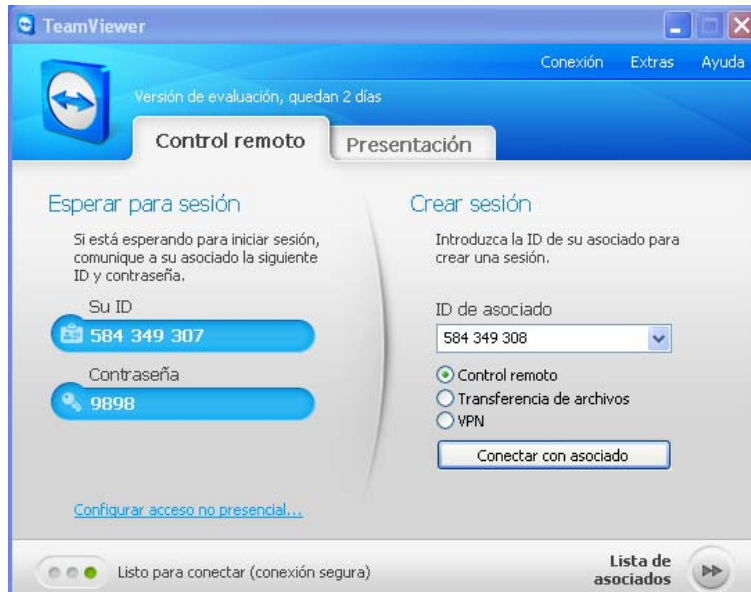 TeamViewer
Conexión Extras Ayuda
Versión de evaluación, quedan 2 días
Control remoto
Presentación
Esperar para sesión
Si está esperando para iniciar sesión,
comunique a su asociado la siguiente
ID y contraseña.
Su ID
584 349 307
Contraseña
9898
Configurar acceso no presencial...
Crear sesión
Introduzca la ID de su asociado para
crear una sesión.
ID de asociado
584 349 308
Control remoto
Transferencia de archivos
VPN
Conectar con asociado
Listo para conectar (conexión segura)
Lista de
asociados